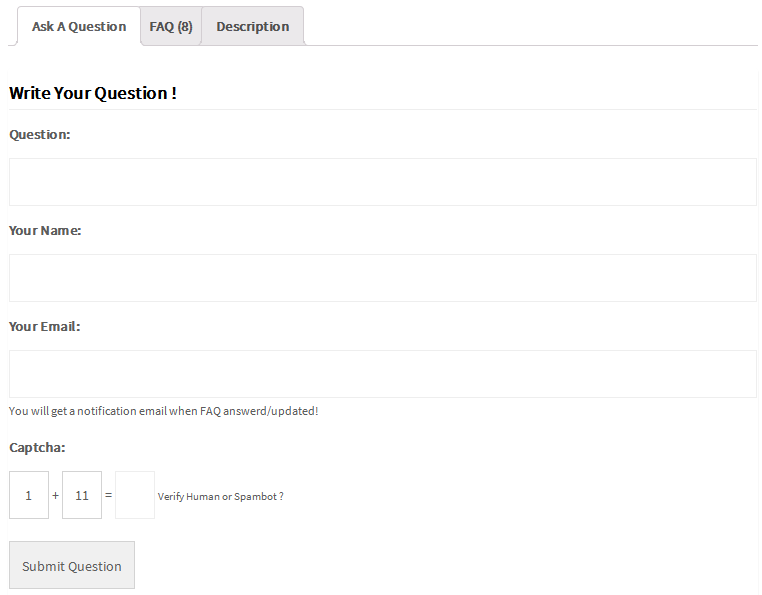 Ask A Question FAQ (8) Description
Write Your Question !
Question:
Your Name:
Your Email:
You will get a notification email when FAQ answerd/updated!
Captcha:
1 + 11 = Verify Human or Spambot ?
Submit Question